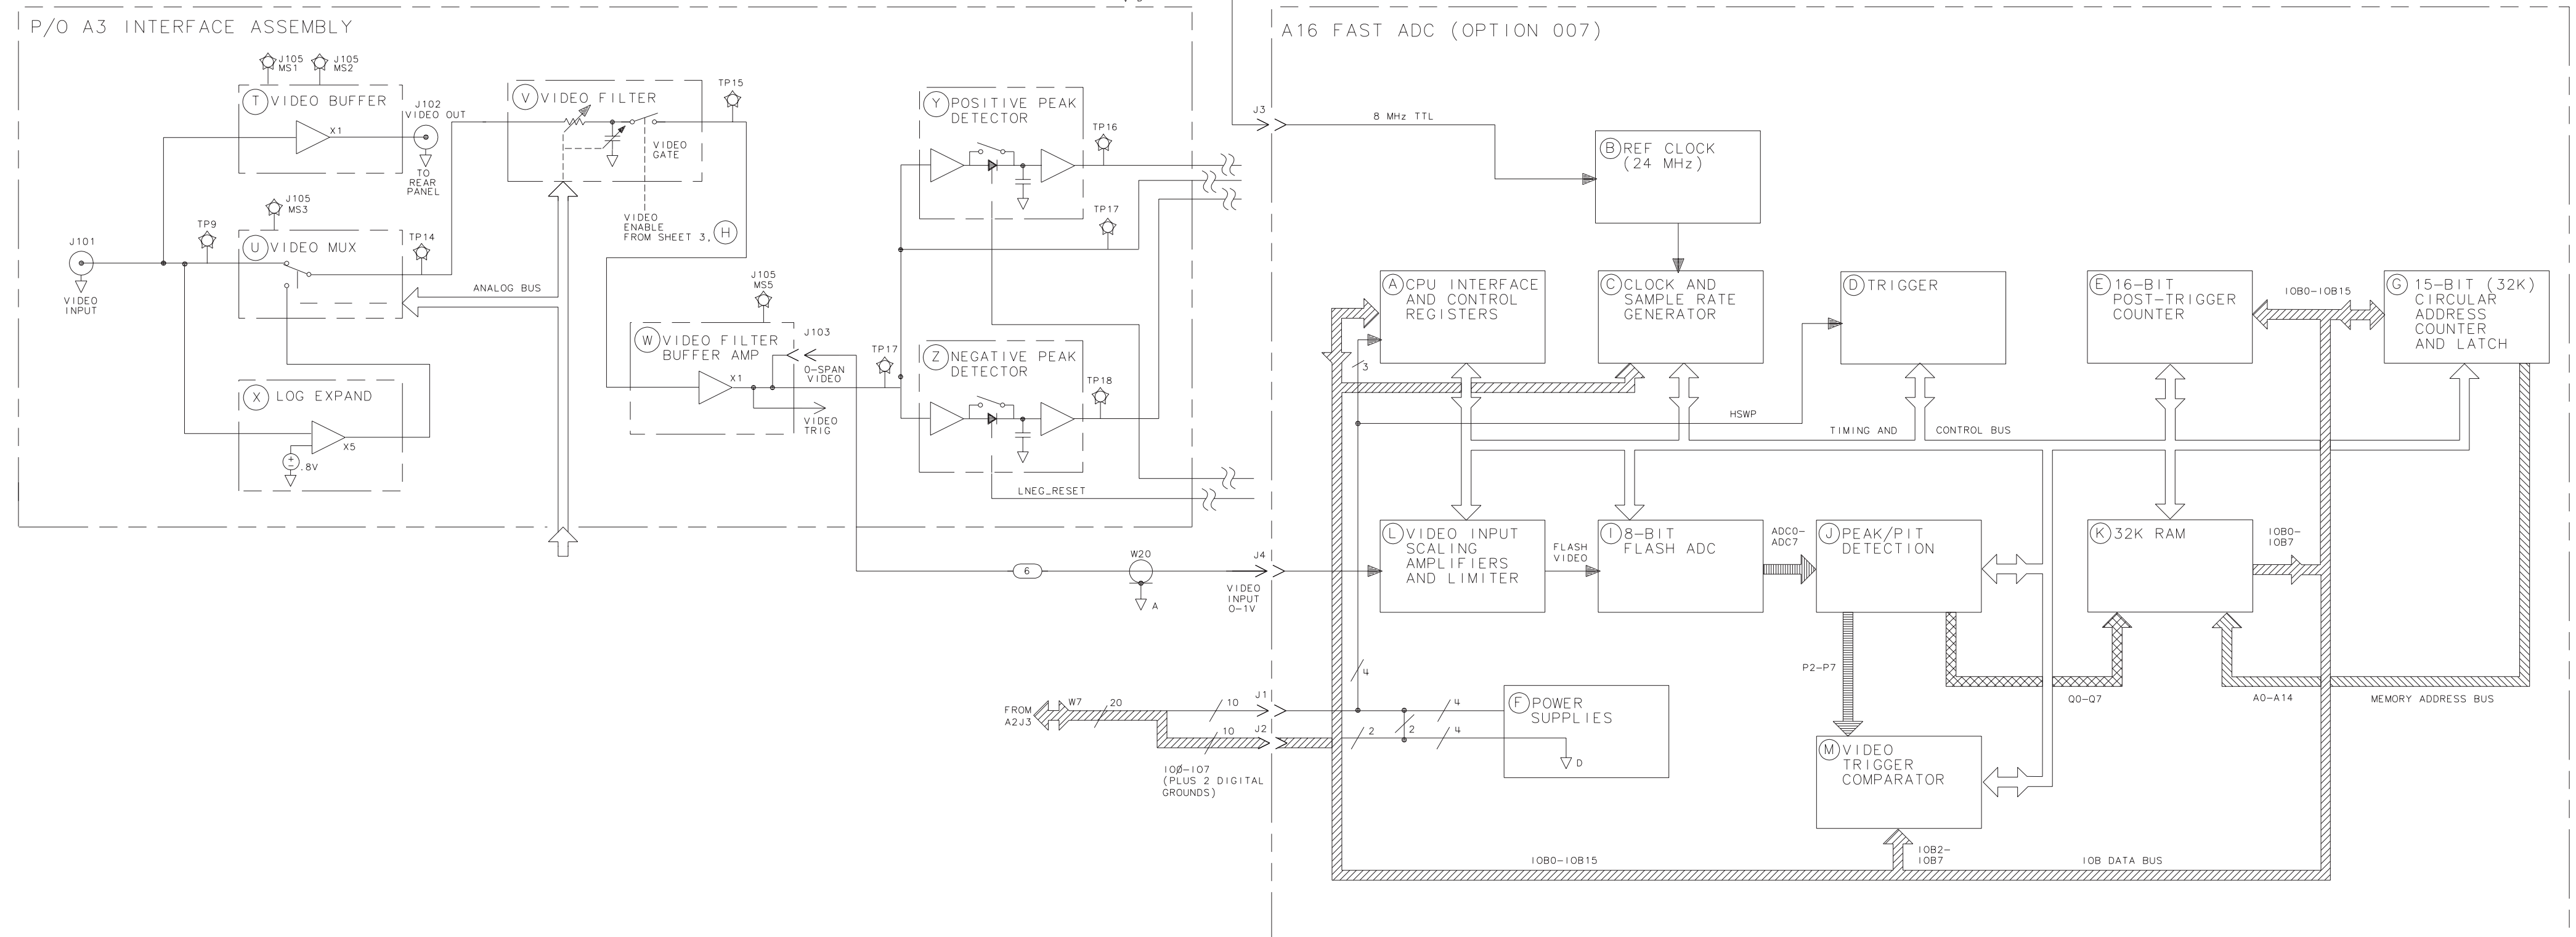 P/O A3 INTERFACE ASSEMBLY
J105
MS1
J105
MS2
T VIDEO BUFFER
X1
J102
VIDEO OUT
TO
REAR
PANEL
J105
MS3
TP9
U VIDEO MUX
TP14
J101
VIDEO
INPUT
ANALOG BUS
X LOG EXPAND
X5
.8V
V VIDEO FILTER
TP15
VIDEO
GATE
VIDEO
ENABLE
FROM SHEET 3, H
J105
MS5
W VIDEO FILTER
BUFFER AMP
X1
J103
0-SPAN
VIDEO
VIDEO
TRIG
TP17
Y POSITIVE PEAK
DETECTOR
TP16
TP17
Z NEGATIVE PEAK
DETECTOR
TP18
LNEG_RESET
6
W20
A
J4
VIDEO
INPUT
0-1V
FROM
A2J3
W7
20
10
J1
10
J2
IOØ-IO7
(PLUS 2 DIGITAL
GROUNDS)
A16 FAST ADC (OPTION 007)
J3
8 MHz TTL
B REF CLOCK
(24 MHz)
A CPU INTERFACE
AND CONTROL
REGISTERS
C CLOCK AND
SAMPLE RATE
GENERATOR
D TRIGGER
E 16-BIT
POST-TRIGGER
COUNTER
IOB0-IOB15
G 15-BIT (32K)
CIRCULAR
ADDRESS
COUNTER
AND LATCH
3
HSWP
TIMING AND
CONTROL BUS
L VIDEO INPUT
SCALING
AMPLIFIERS
AND LIMITER
FLASH
VIDEO
I 8-BIT
FLASH ADC
ADC0-
ADC7
J PEAK/PIT
DETECTION
K 32K RAM
IOB0-
IOB7
4
P2-P7
Q0-Q7
A0-A14
MEMORY ADDRESS BUS
F POWER
SUPPLIES
4
2
2
4
D
M VIDEO
TRIGGER
COMPARATOR
IOB0-IOB15
IOB2-
IOB7
IOB DATA BUS